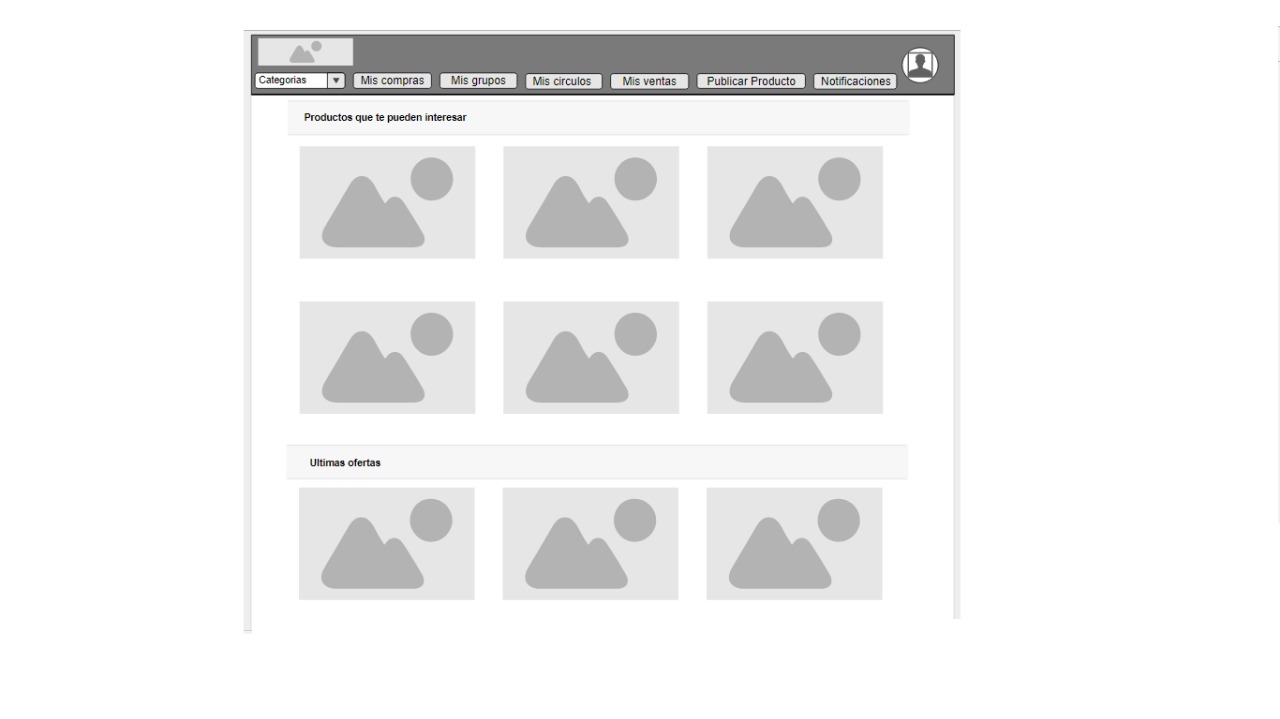 Categorias
Mis compras
Mis grupos
Mis circulos
Mis ventas
Publicar Producto
Notificaciones
Productos que te pueden interesar
Ultimas ofertas